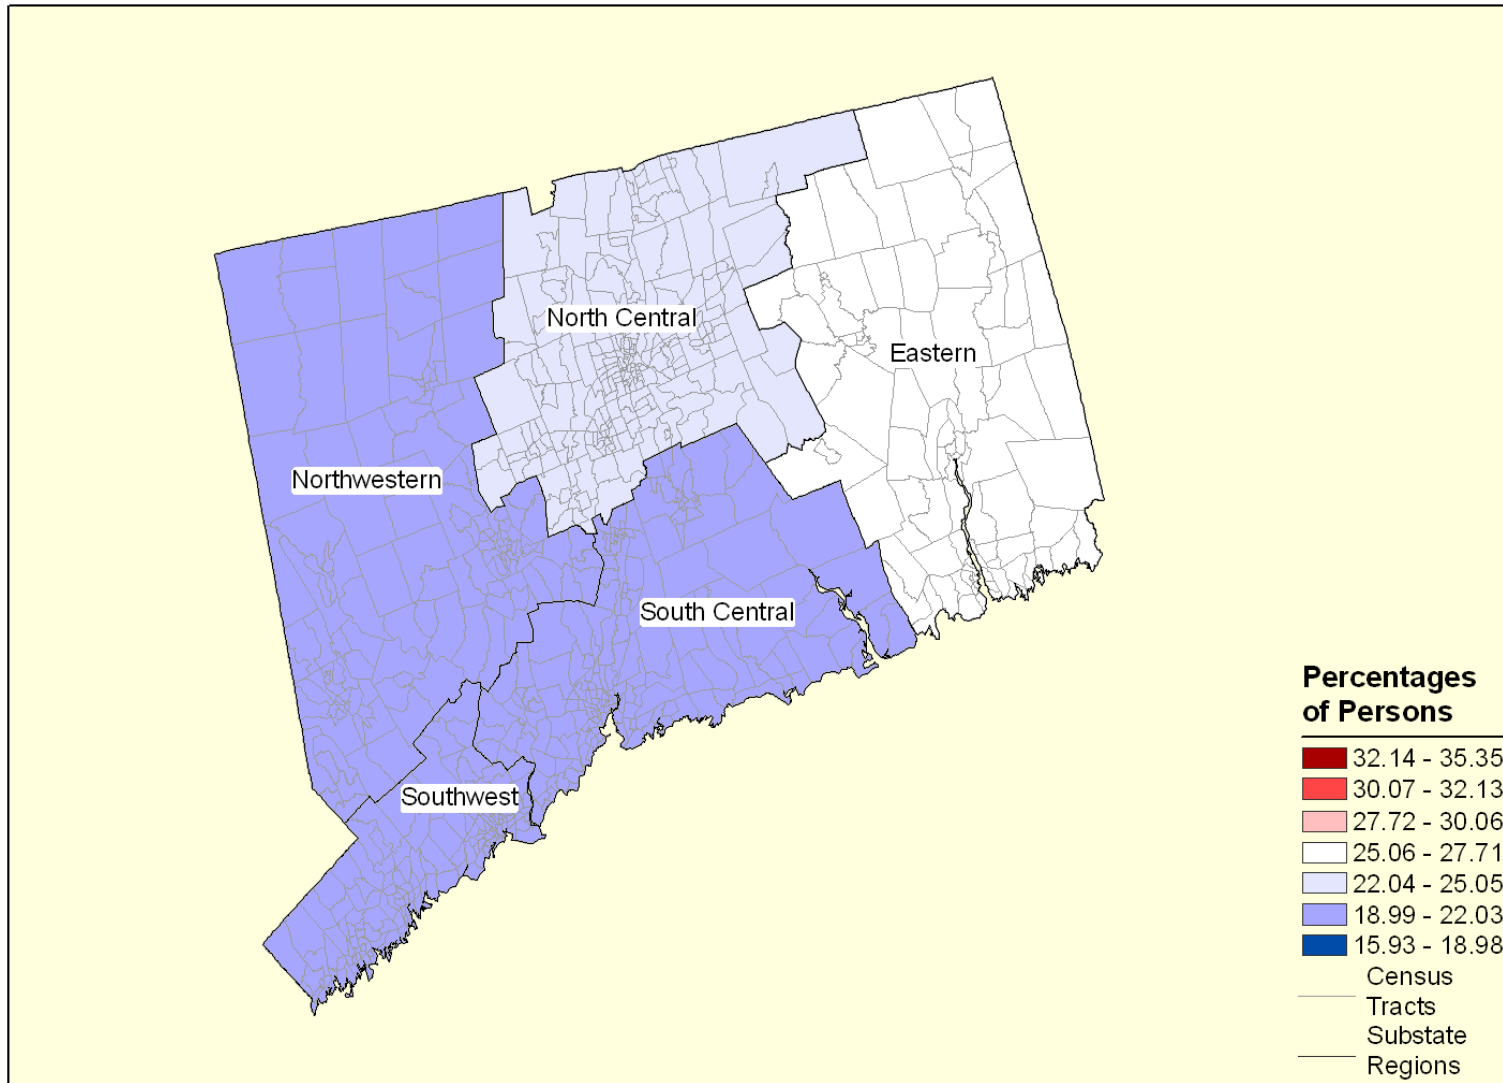 North Central
Eastern
Northwestern
South Central
Southwest
Percentages
of Persons
32.14 - 35.35
30.07 - 32.13
27.72 - 30.06
25.06 - 27.71
22.04 - 25.05
18.99 - 22.03
15.93 - 18.98
Census
Tracts
Substate
Regions